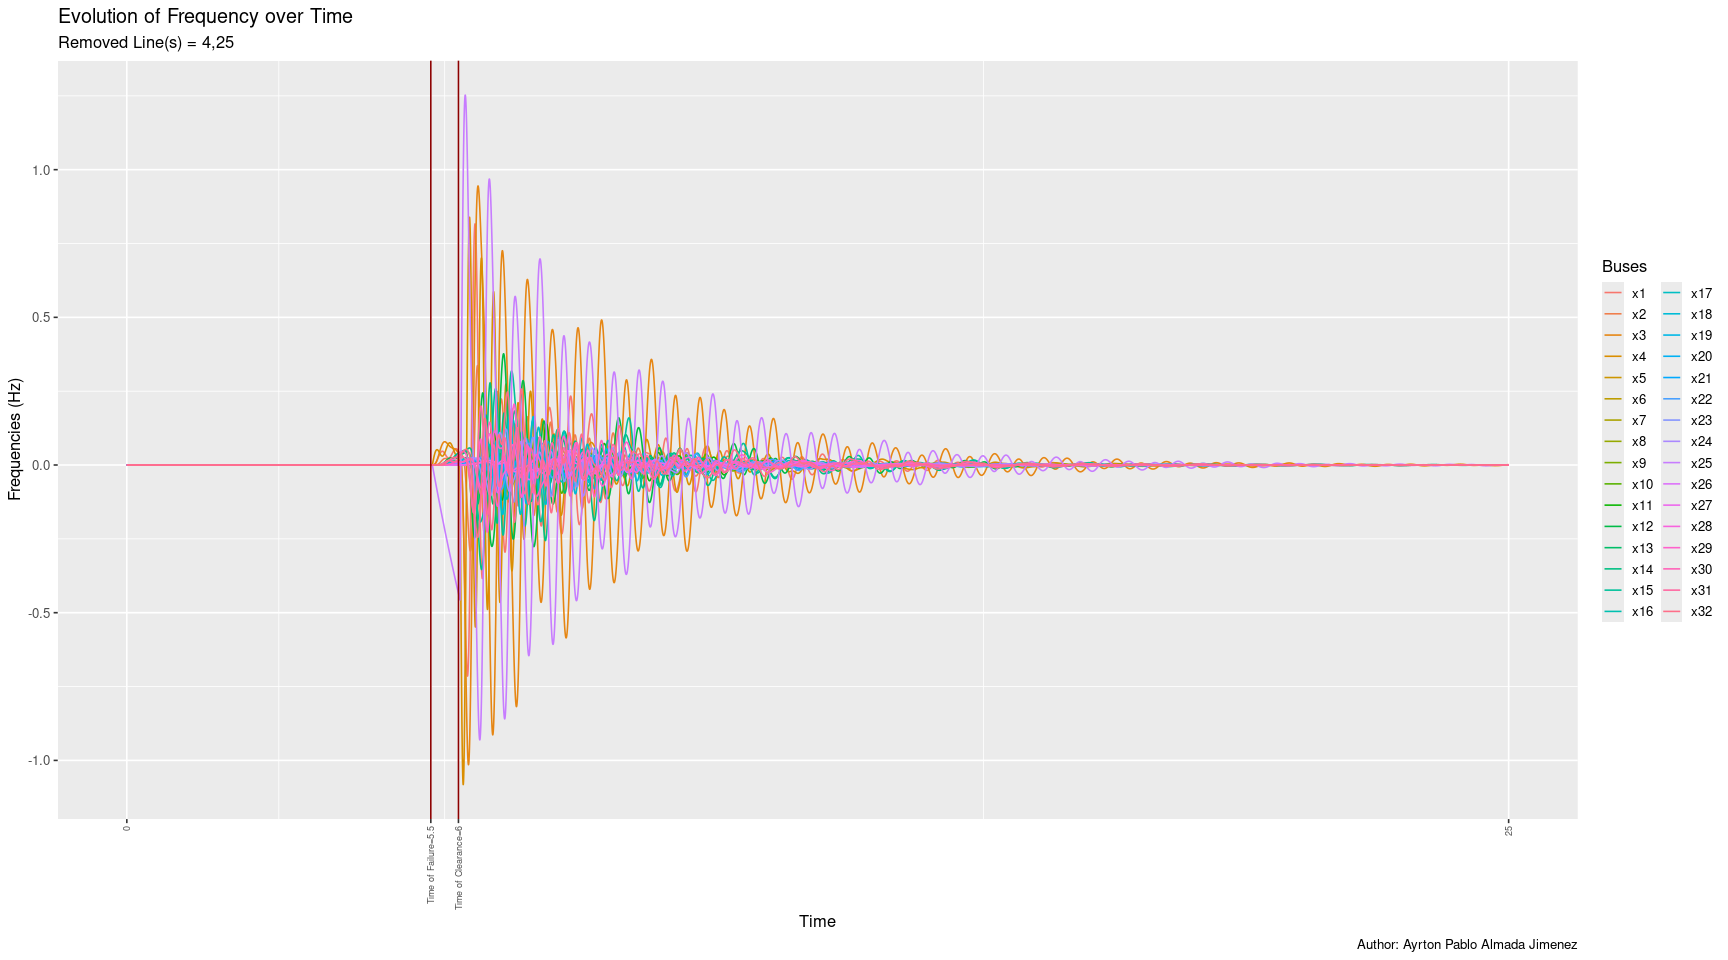 Evolution of Frequency over Time
Removed Line(s) = 4,25
Frequencies (Hz)
1.0
0.5
0.0
-0.5
-1.0
0
Time of Failure=5.5
Time of Clearance=6
25
Time
Buses
x1 x17
x2 x18
x3 x19
x4 x20
x5 x21
x6 x22
x7 x23
x8 x24
x9 x25
x10 x26
x11 x27
x12 x28
x13 x29
x14 x30
x15 x31
x16 x32
Author: Ayrton Pablo Almada Jimenez